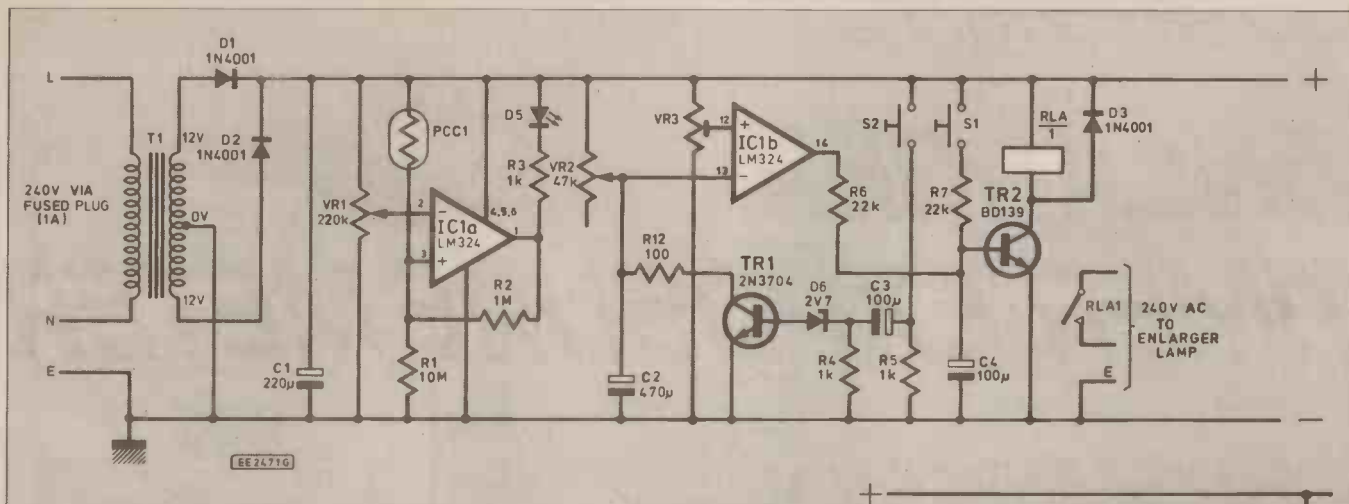 L
N
E
240V VIA
FUSED PLUG
(1A)
T1
12V
0V
12V
D1
1N4001
D2
1N4001
C1
220µ
VR1
220k
PCC1
2
−
3
+
IC1a
LM324
4,5,6
1
R1
10M
R2
1M
D5
R3
1k
VR2
47k
R12
100
C2
470µ
VR3
12
+
13
−
IC1b
LM324
14
TR1
2N3704
D6
2V7
C3
100µ
R4
1k
R5
1k
S2
S1
R6
22k
R7
22k
C4
100µ
TR2
BD139
RLA
1
D3
1N4001
RLA1
E
240V AC
TO
ENLARGER
LAMP
+
−
EE2471G
+